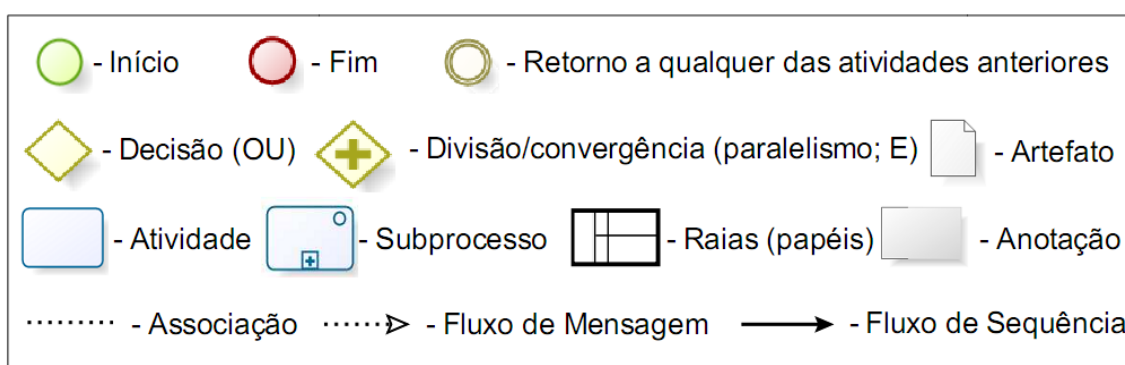 - Início - Fim - Retorno a qualquer das atividades anteriores
- Decisão (OU) - Divisão/convergência (paralelismo; E) - Artefato
- Atividade - Subprocesso - Raias (papéis) - Anotação
- Associação - Fluxo de Mensagem - Fluxo de Sequência